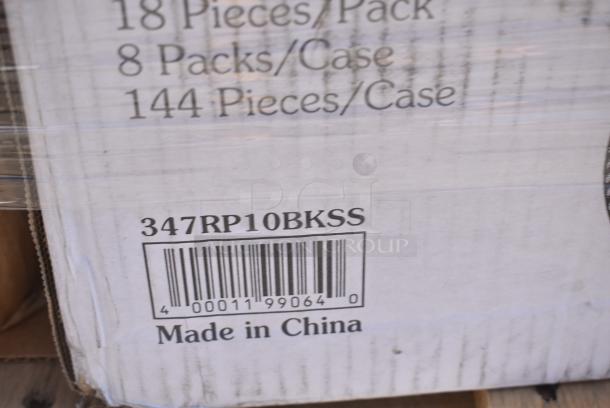 18 Pieces/Pack
8 Packs/Case
144 Pieces/Case
347RP10BKSS
4 00011 99064 0
Made in China